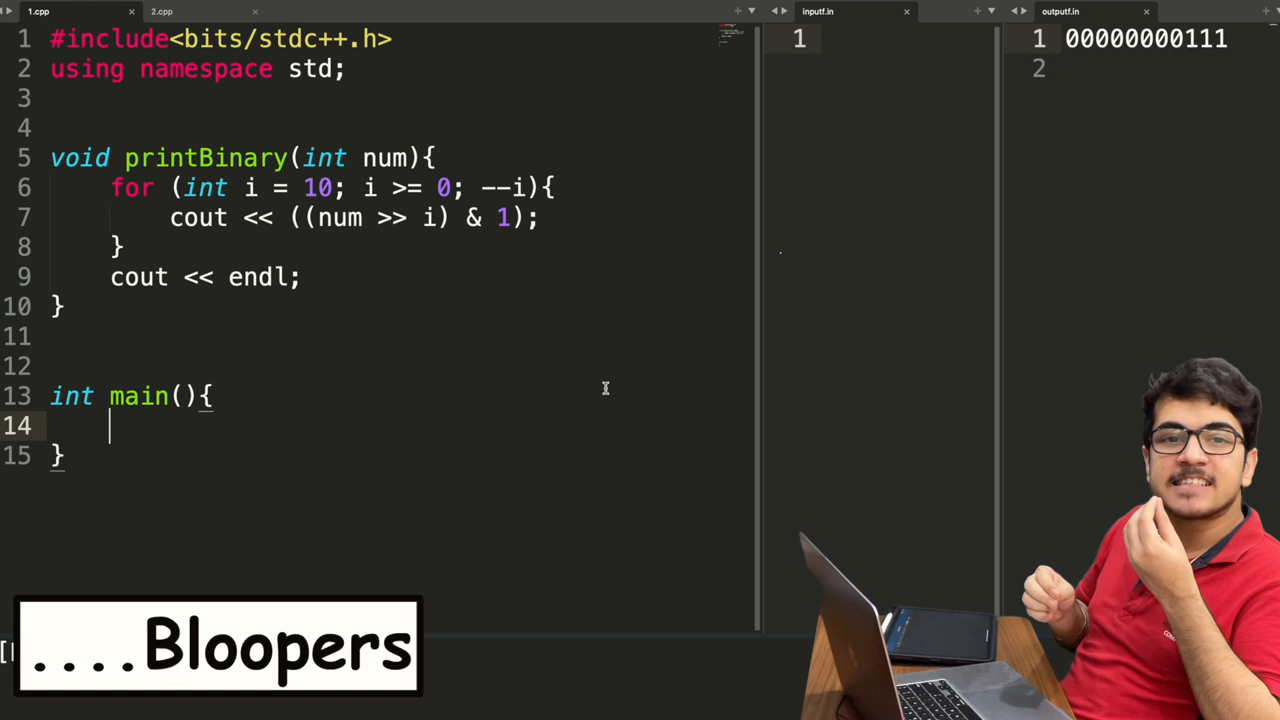 1.cpp
2.cpp
inputf.in
outputf.in
1 #include<bits/stdc++.h>
2 using namespace std;
3
4
5 void printBinary(int num){
6 for (int i = 10; i >= 0; --i){
7 cout << ((num >> i) & 1);
8 }
9 cout << endl;
10 }
11
12
13 int main(){
14
15 }
1
1 00000000111
2
....Bloopers